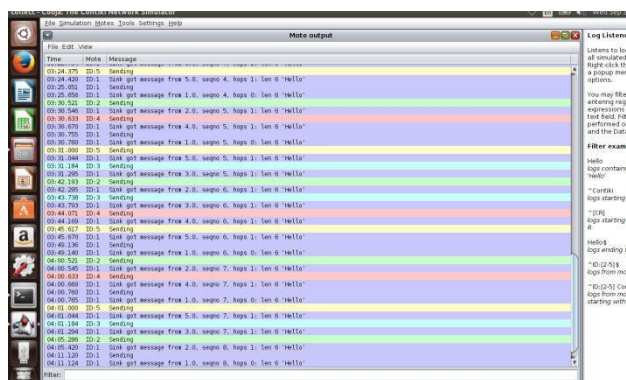 collect - Cooja: The Contiki Network Simulator
File Simulation Motes Tools Settings Help
Mote output
File Edit View
Time Mote Message
03:24.375 ID:5 Sending
03:24.420 ID:1 Sink got message from 5.0, seqno 4, hops 1: len 6 'Hello'
03:25.051 ID:1 Sending
03:25.056 ID:1 Sink got message from 1.0, seqno 4, hops 0: len 6 'Hello'
03:30.521 ID:2 Sending
03:30.546 ID:1 Sink got message from 2.0, seqno 5, hops 1: len 6 'Hello'
03:30.633 ID:4 Sending
03:30.670 ID:1 Sink got message from 4.0, seqno 5, hops 1: len 6 'Hello'
03:30.755 ID:1 Sending
03:30.760 ID:1 Sink got message from 1.0, seqno 5, hops 0: len 6 'Hello'
03:31.000 ID:5 Sending
03:31.044 ID:1 Sink got message from 5.0, seqno 5, hops 1: len 6 'Hello'
03:31.184 ID:3 Sending
03:31.295 ID:1 Sink got message from 3.0, seqno 5, hops 1: len 6 'Hello'
03:42.193 ID:2 Sending
03:42.295 ID:1 Sink got message from 2.0, seqno 6, hops 1: len 6 'Hello'
03:43.738 ID:3 Sending
03:43.793 ID:1 Sink got message from 3.0, seqno 6, hops 1: len 6 'Hello'
03:44.071 ID:4 Sending
03:44.169 ID:1 Sink got message from 4.0, seqno 6, hops 1: len 6 'Hello'
03:45.617 ID:5 Sending
03:45.670 ID:1 Sink got message from 5.0, seqno 6, hops 1: len 6 'Hello'
03:49.136 ID:1 Sending
03:49.140 ID:1 Sink got message from 1.0, seqno 6, hops 0: len 6 'Hello'
04:00.521 ID:2 Sending
04:00.545 ID:1 Sink got message from 2.0, seqno 7, hops 1: len 6 'Hello'
04:00.633 ID:4 Sending
04:00.669 ID:1 Sink got message from 4.0, seqno 7, hops 1: len 6 'Hello'
04:00.760 ID:1 Sending
04:00.765 ID:1 Sink got message from 1.0, seqno 7, hops 0: len 6 'Hello'
04:01.000 ID:5 Sending
04:01.044 ID:1 Sink got message from 5.0, seqno 7, hops 1: len 6 'Hello'
04:01.184 ID:3 Sending
04:01.294 ID:1 Sink got message from 3.0, seqno 7, hops 1: len 6 'Hello'
04:05.286 ID:2 Sending
04:05.420 ID:1 Sink got message from 2.0, seqno 8, hops 1: len 6 'Hello'
04:11.120 ID:1 Sending
04:11.124 ID:1 Sink got message from 1.0, seqno 8, hops 0: len 6 'Hello'
Filter:
Log Listene
Listens to lo
all simulated
Right-click th
a popup me
options.
You may filte
entering reg
expressions
text field. Filt
performed o
and the Data
Filter exam
Hello
logs containi
'Hello'
^Contiki
logs starting
^[CR]
logs starting
R
Hello$
logs ending
^ID:[2-5]$
logs from mo
^ID:[2-5] Co
logs from mo
starting with